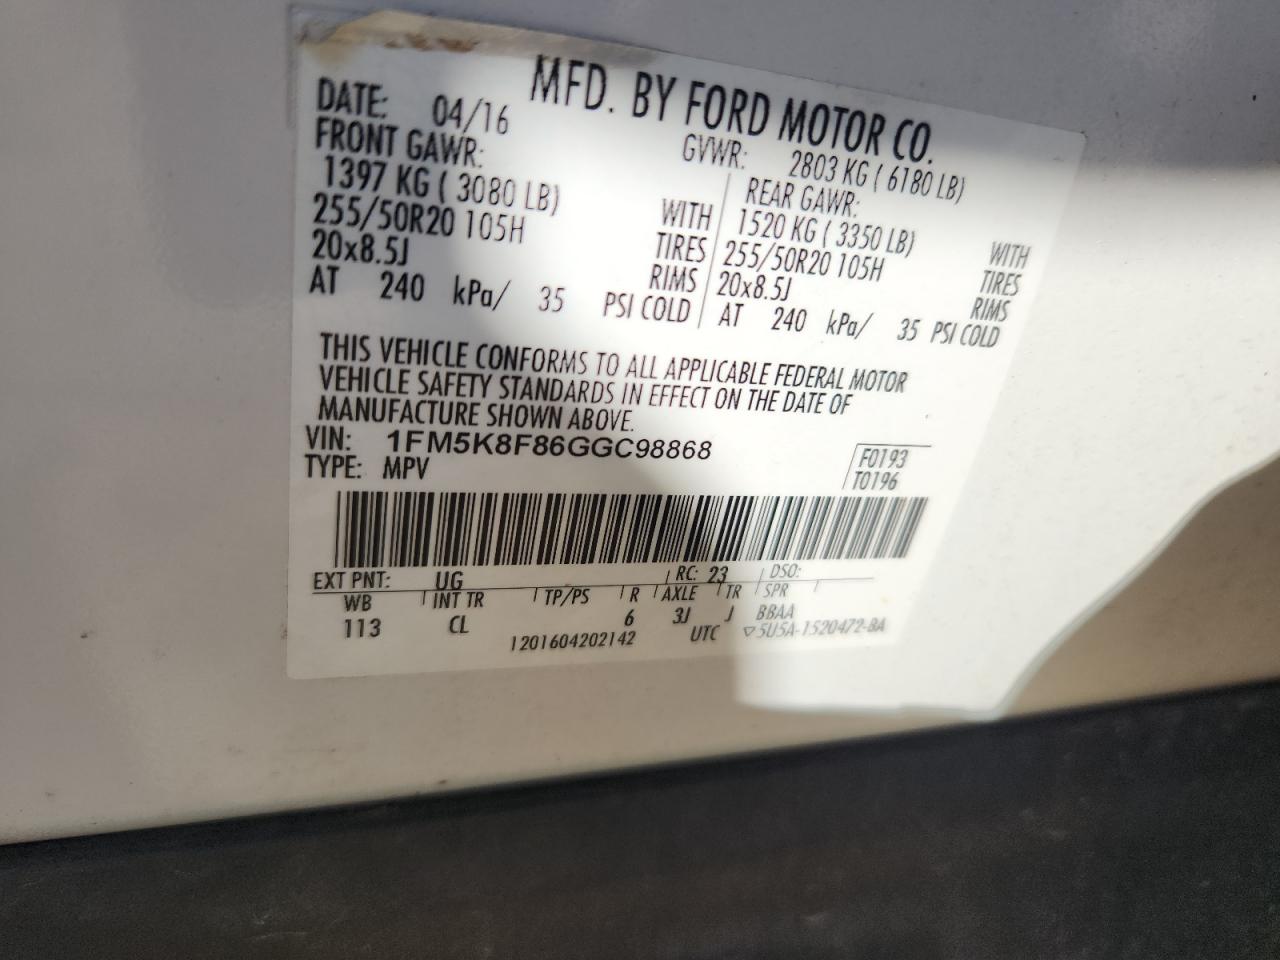 MFD. BY FORD MOTOR CO.
DATE: 04/16 GVWR: 2803 KG ( 6180 LB)
FRONT GAWR: REAR GAWR:
1397 KG ( 3080 LB) WITH 1520 KG ( 3350 LB) WITH
255/50R20 105H TIRES 255/50R20 105H TIRES
20x8.5J RIMS 20x8.5J RIMS
AT 240 kPa/ 35 PSI COLD AT 240 kPa/ 35 PSI COLD
THIS VEHICLE CONFORMS TO ALL APPLICABLE FEDERAL MOTOR
VEHICLE SAFETY STANDARDS IN EFFECT ON THE DATE OF
MANUFACTURE SHOWN ABOVE.
VIN: 1FM5K8F86GGC98868 F0193
TYPE: MPV T0196
EXT PNT: UG RC: 23 DSO:
WB INT TR TP/PS R AXLE TR SPR
113 CL 6 3J J BBAA
1201604202142 UTC ▽5U5A-1520472-BA